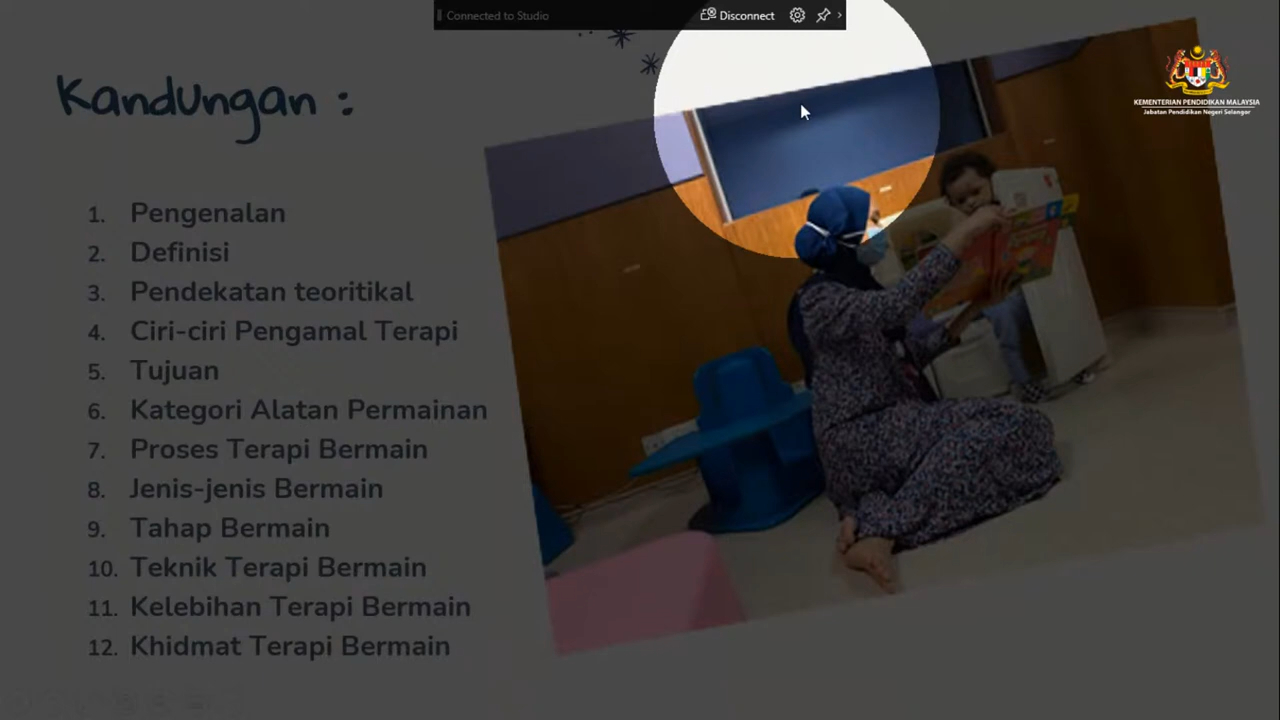 Connected to Studio
Disconnect
Kandungan :
KEMENTERIAN PENDIDIKAN MALAYSIA
Jabatan Pendidikan Negeri Selangor
1. Pengenalan
2. Definisi
3. Pendekatan teoritikal
4. Ciri-ciri Pengamal Terapi
5. Tujuan
6. Kategori Alatan Permainan
7. Proses Terapi Bermain
8. Jenis-jenis Bermain
9. Tahap Bermain
10. Teknik Terapi Bermain
11. Kelebihan Terapi Bermain
12. Khidmat Terapi Bermain